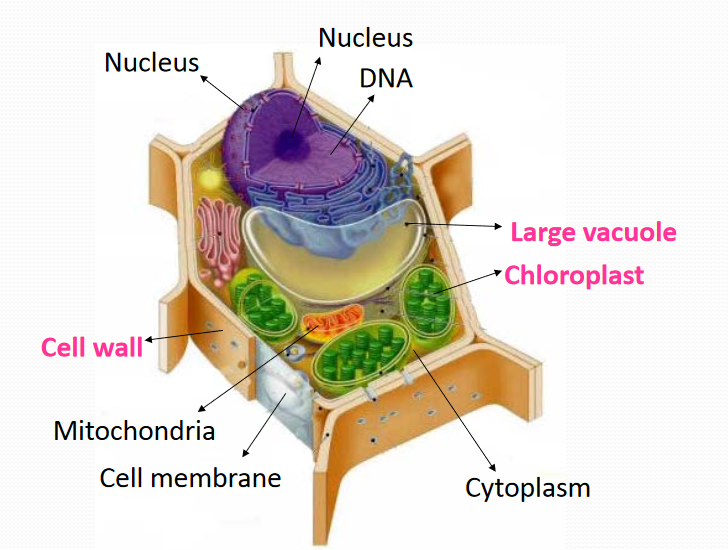 Nucleus
Nucleus
DNA
Large vacuole
Chloroplast
Cell wall
Mitochondria
Cell membrane
Cytoplasm